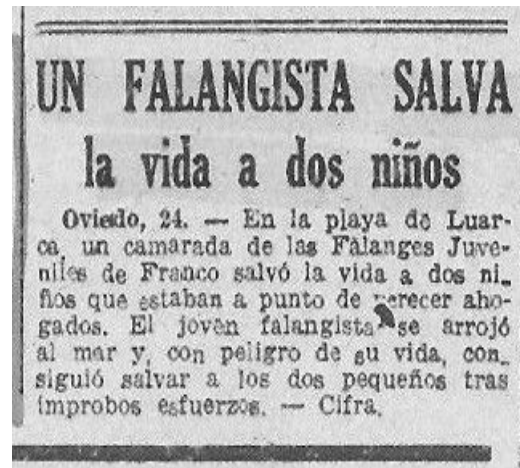 UN FALANGISTA SALVA
la vida a dos niños
Oviedo, 24. — En la playa de Luar-
ca, un camarada de las Falanges Juve-
niles de Franco salvó la vida a dos ni-
ños que estaban a punto de perecer aho-
gados. El joven falangista se arrojó
al mar y, con peligro de su vida, con-
siguió salvar a los dos pequeños tras
ímprobos esfuerzos. — Cifra.